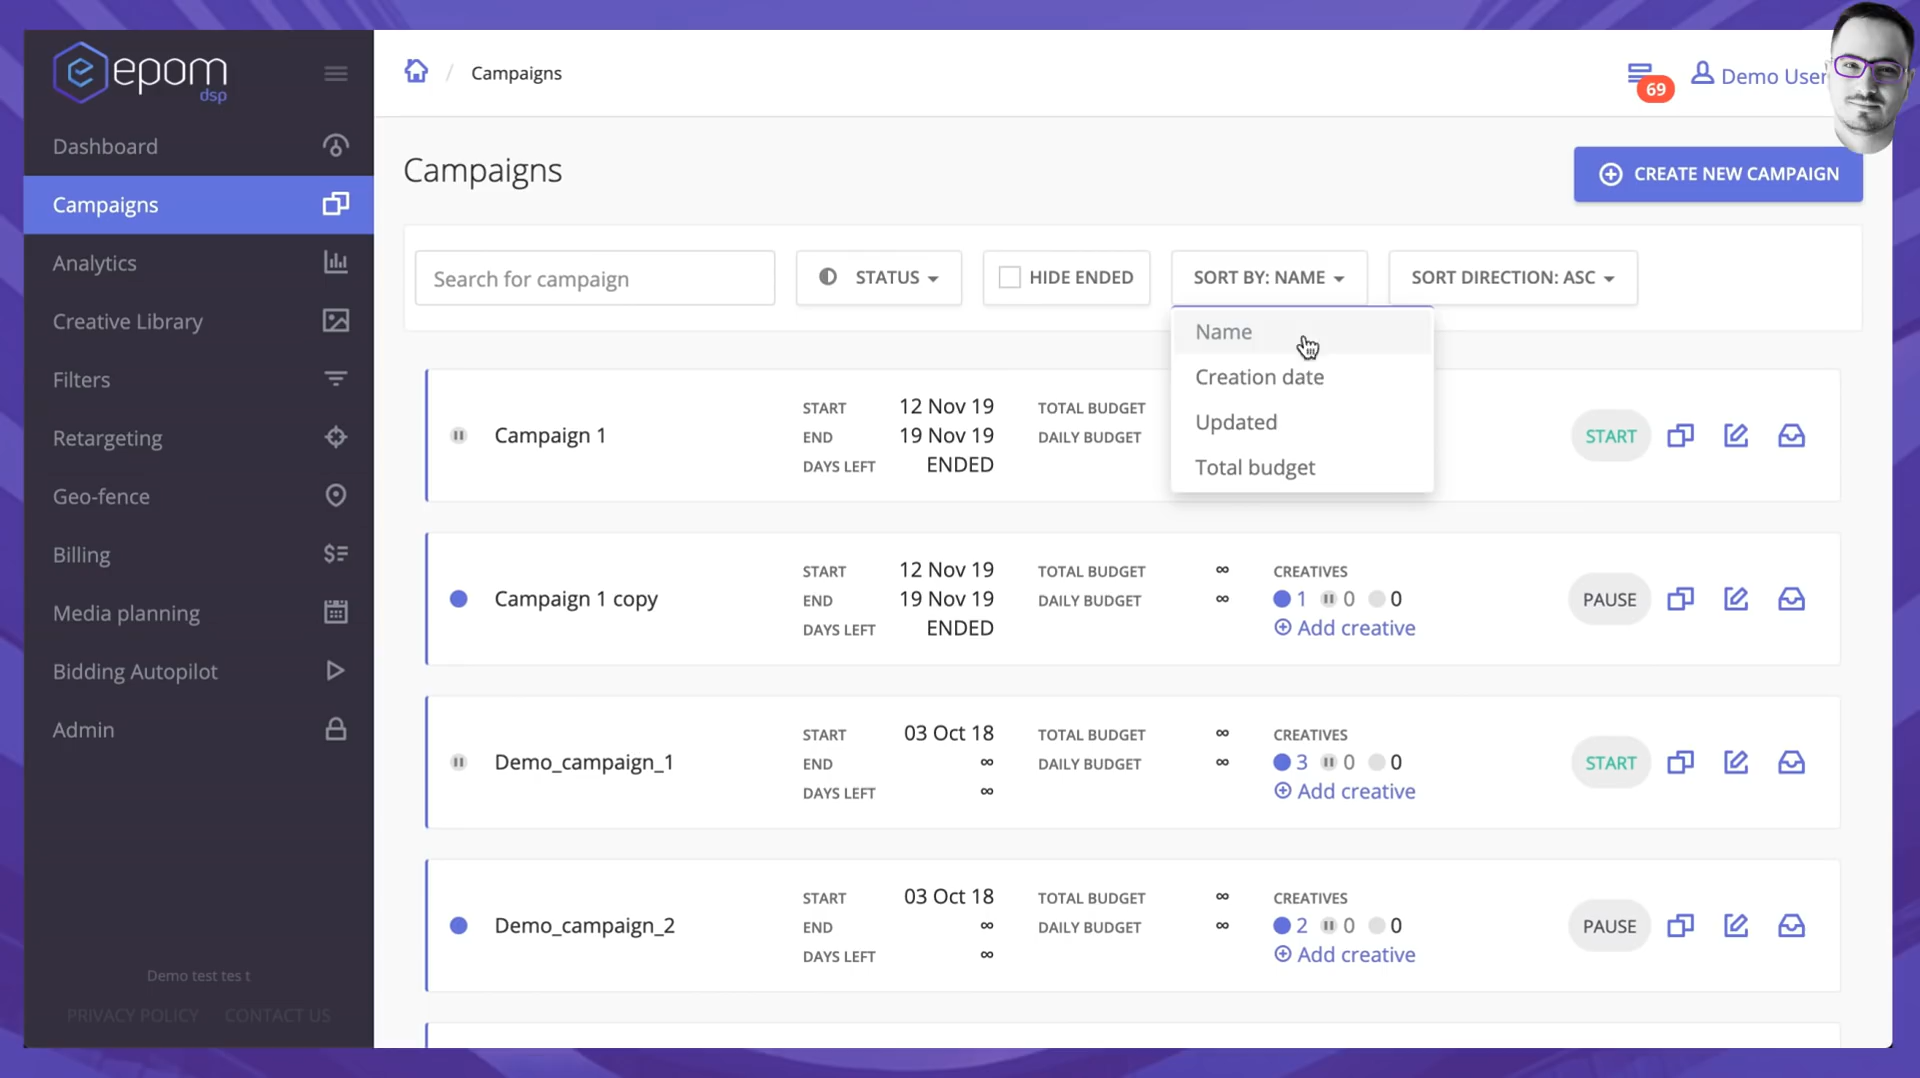 epom
dsp
Dashboard
Campaigns
Analytics
Creative Library
Filters
Retargeting
Geo-fence
Billing
Media planning
Bidding Autopilot
Admin
Demo test tes t
PRIVACY POLICY CONTACT US
/ Campaigns
69
Demo User
Campaigns
CREATE NEW CAMPAIGN
Search for campaign
STATUS
HIDE ENDED
SORT BY: NAME
SORT DIRECTION: ASC
Name
Creation date
Updated
Total budget
Campaign 1
START 12 Nov 19
END 19 Nov 19
DAYS LEFT ENDED
TOTAL BUDGET
DAILY BUDGET
START
Campaign 1 copy
START 12 Nov 19
END 19 Nov 19
DAYS LEFT ENDED
TOTAL BUDGET ∞
DAILY BUDGET ∞
CREATIVES
1 0 0
Add creative
PAUSE
Demo_campaign_1
START 03 Oct 18
END ∞
DAYS LEFT ∞
TOTAL BUDGET ∞
DAILY BUDGET ∞
CREATIVES
3 0 0
Add creative
START
Demo_campaign_2
START 03 Oct 18
END ∞
DAYS LEFT ∞
TOTAL BUDGET ∞
DAILY BUDGET ∞
CREATIVES
2 0 0
Add creative
PAUSE